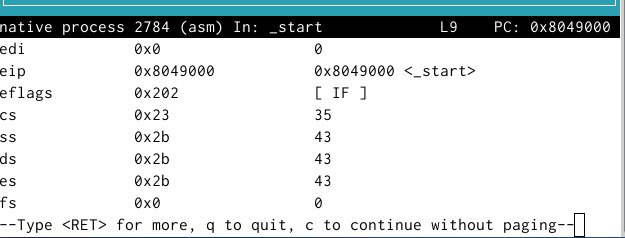 native process 2784 (asm) In: _start L9 PC: 0x8049000
edi 0x0 0
eip 0x8049000 0x8049000 <_start>
eflags 0x202 [ IF ]
cs 0x23 35
ss 0x2b 43
ds 0x2b 43
es 0x2b 43
fs 0x0 0
--Type <RET> for more, q to quit, c to continue without paging--